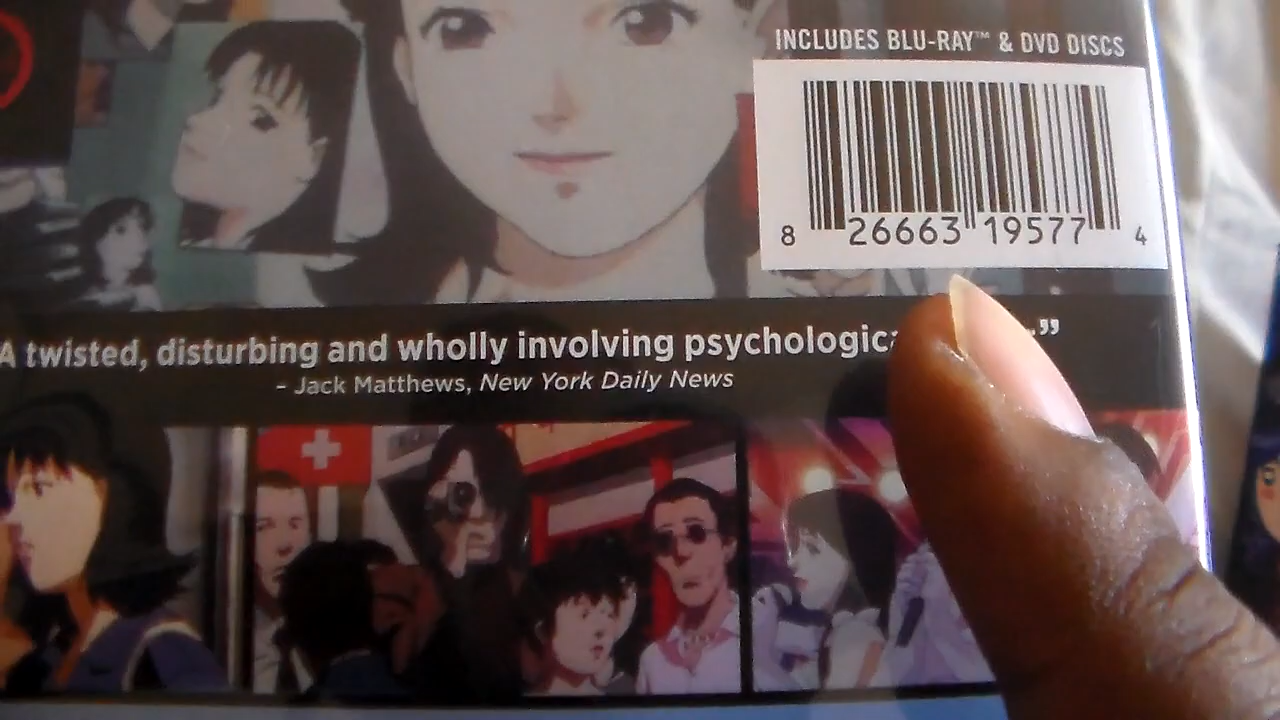 INCLUDES BLU-RAY™ & DVD DISCS
8 26663 19577 4
A twisted, disturbing and wholly involving psychologica .”
– Jack Matthews, New York Daily News